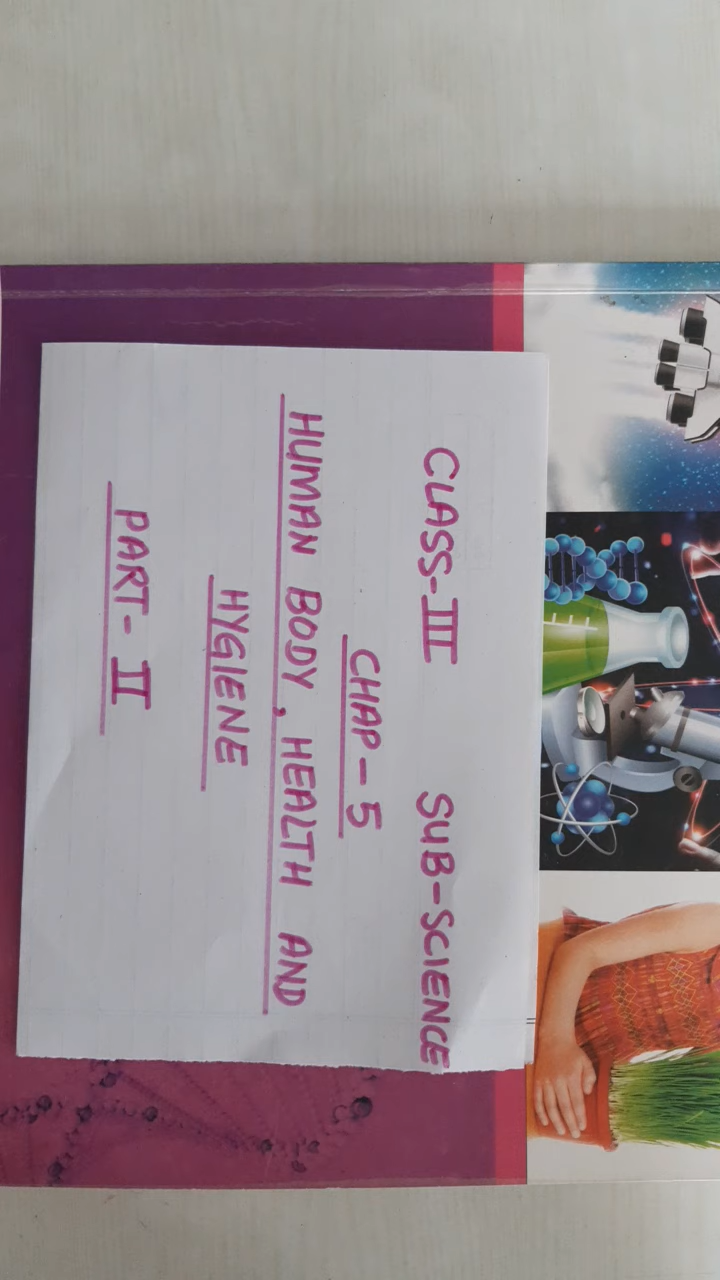 CLASS-III SUB-SCIENCE
CHAP-5
HUMAN BODY, HEALTH AND
HYGIENE
PART-II